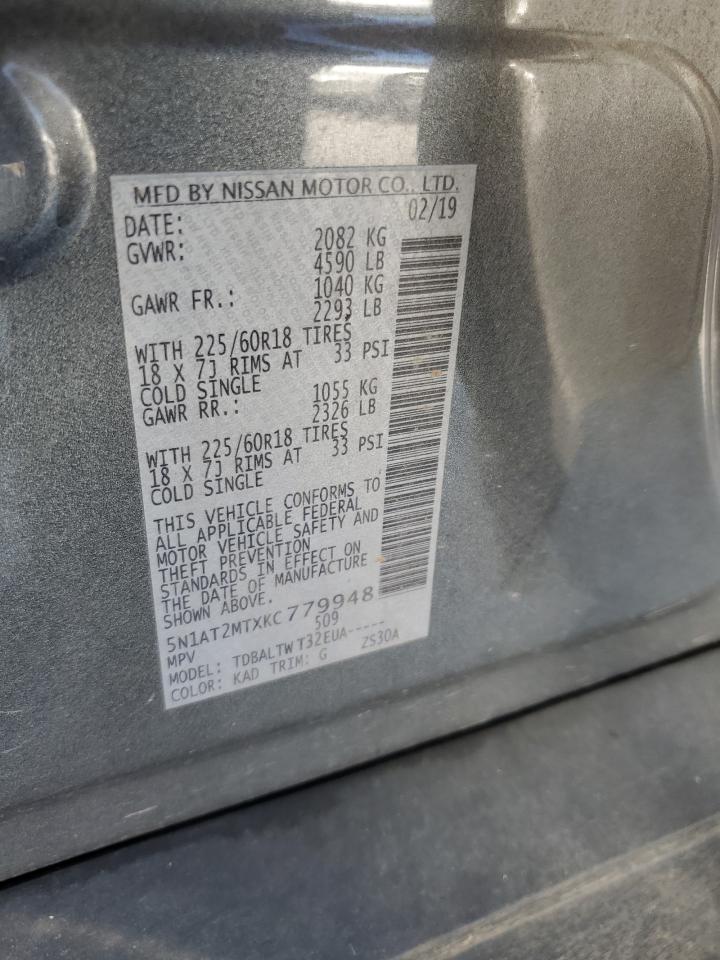 MFD BY NISSAN MOTOR CO., LTD.
DATE: 02/19
GVWR: 2082 KG
4590 LB
GAWR FR.: 1040 KG
2293 LB
WITH 225/60R18 TIRES
18 X 7J RIMS AT 33 PSI
COLD SINGLE
GAWR RR.: 1055 KG
2326 LB
WITH 225/60R18 TIRES
18 X 7J RIMS AT 33 PSI
COLD SINGLE
THIS VEHICLE CONFORMS TO
ALL APPLICABLE FEDERAL
MOTOR VEHICLE SAFETY AND
THEFT PREVENTION
STANDARDS IN EFFECT ON
THE DATE OF MANUFACTURE
SHOWN ABOVE.
5N1AT2MTXKC779948
MPV 509
MODEL: TDBALTWT32EUA-----
COLOR: KAD TRIM: G ZS30A